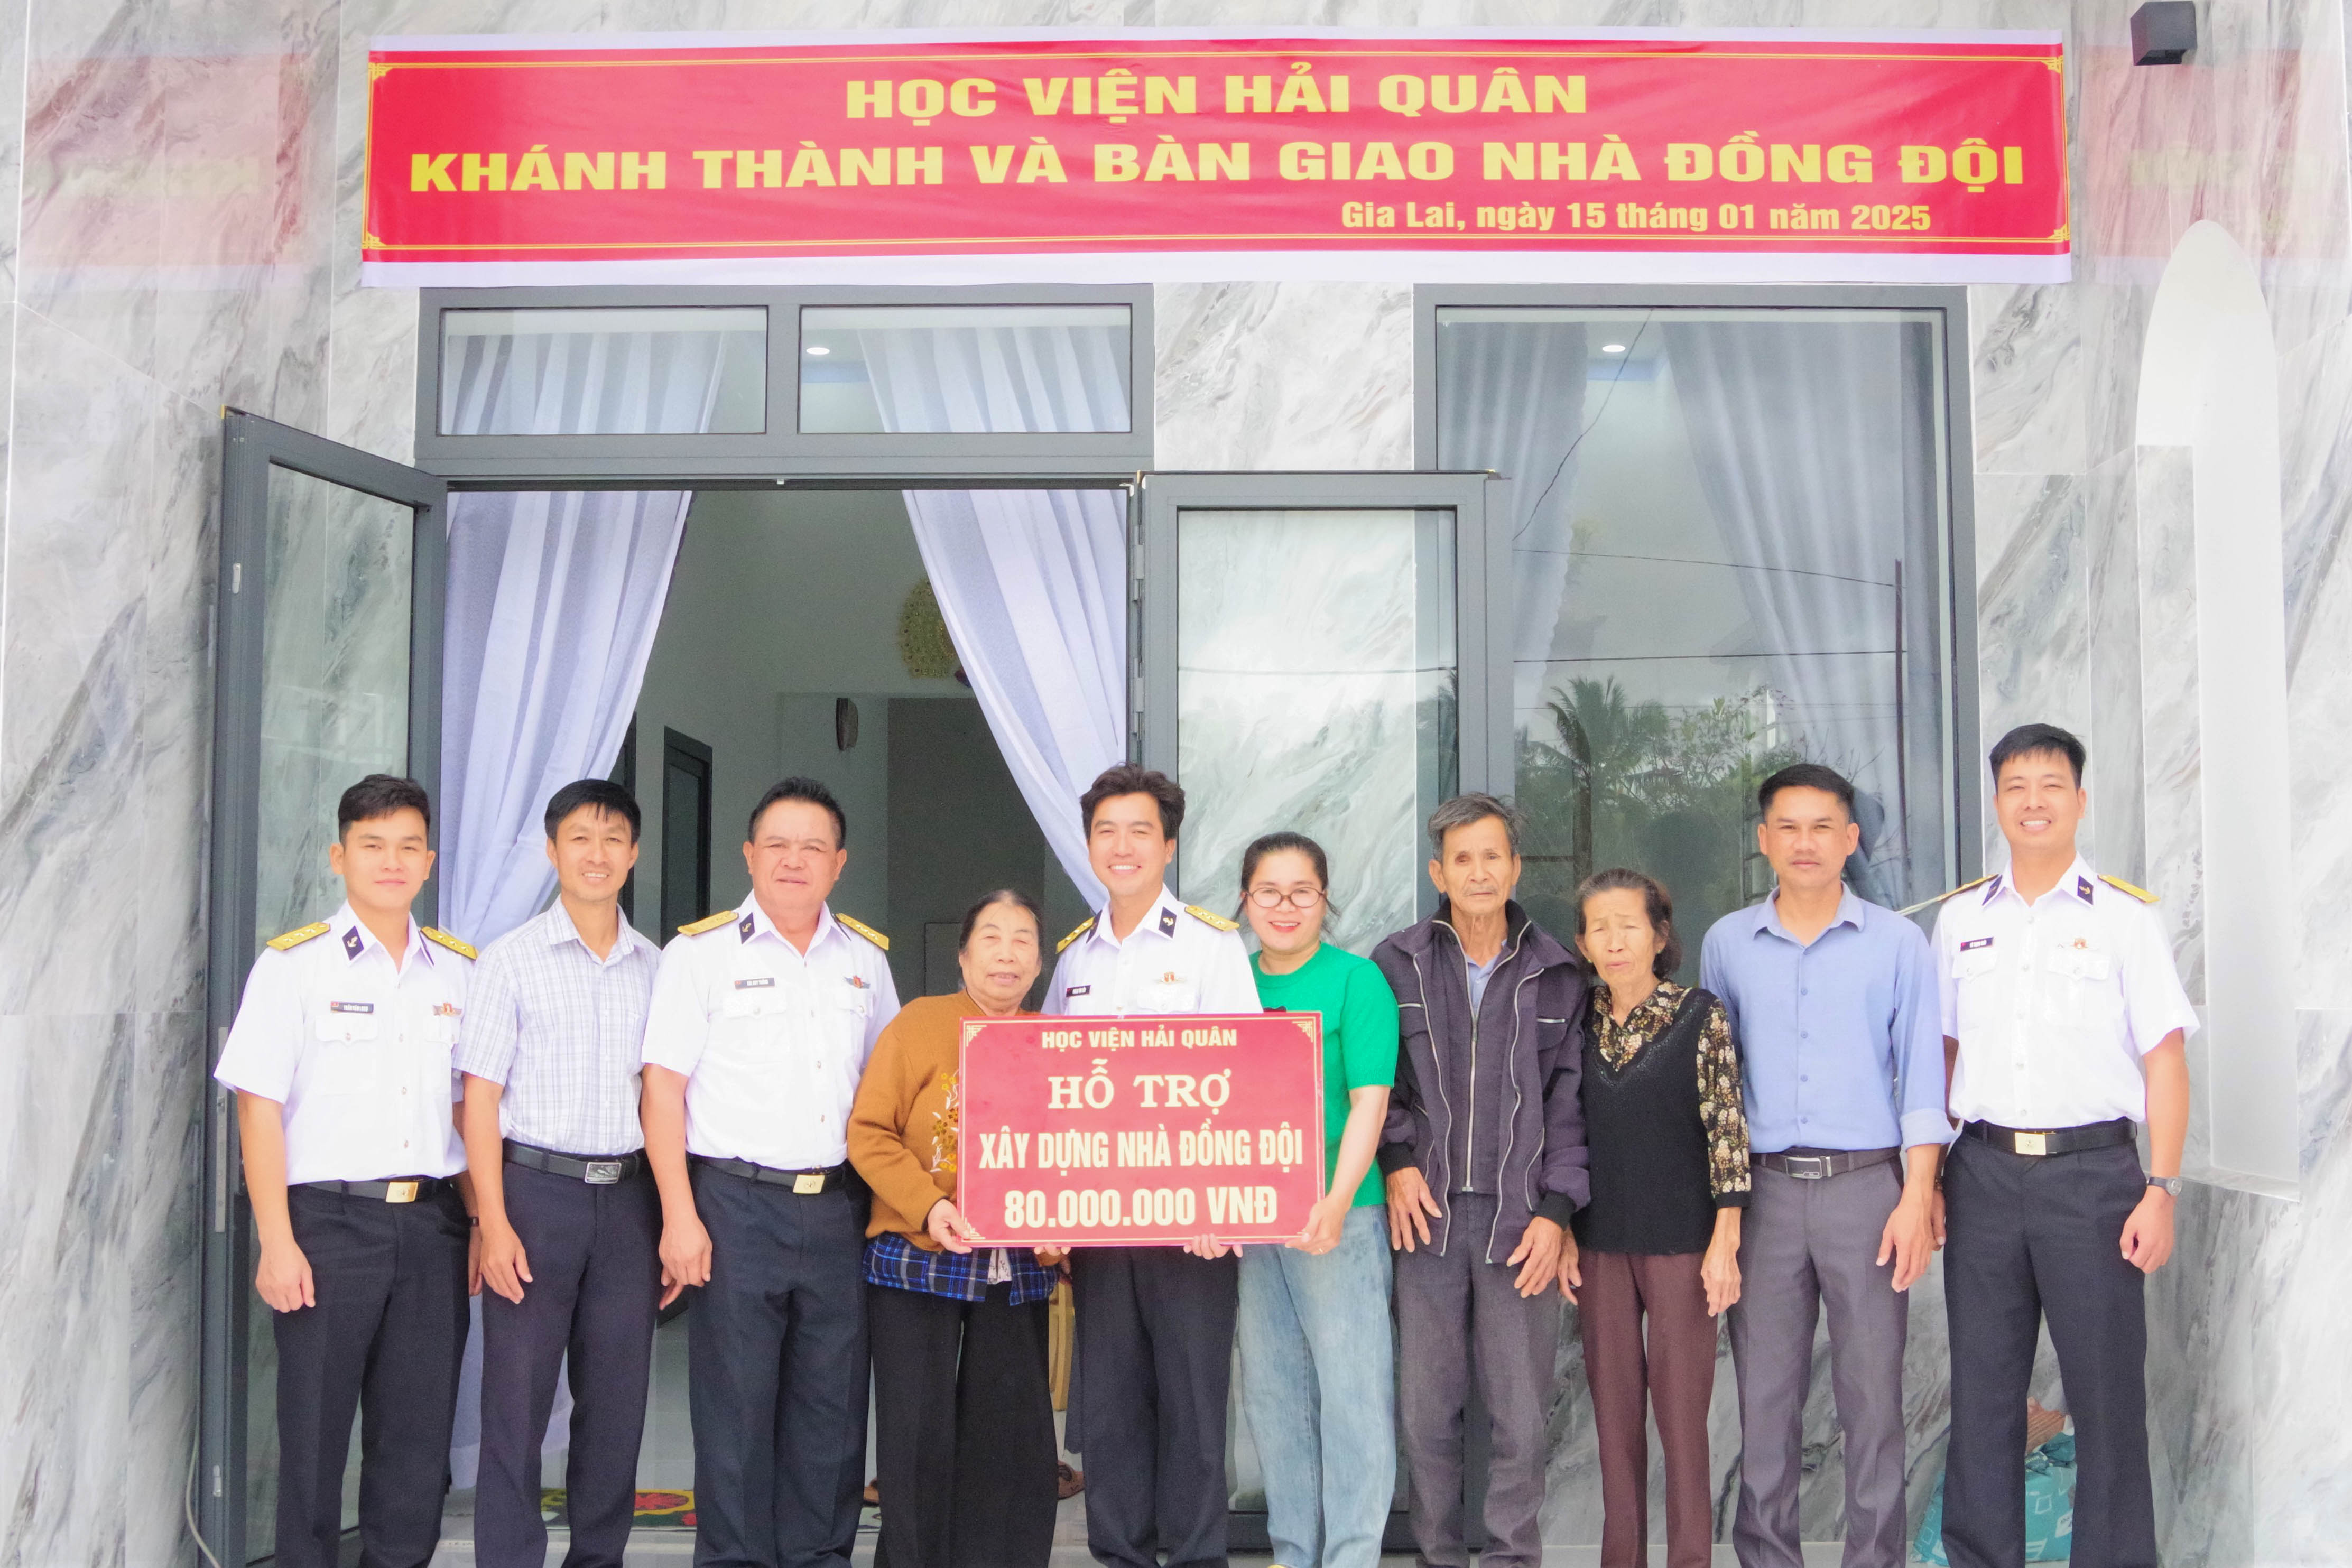 HỌC VIỆN HẢI QUÂN
KHÁNH THÀNH VÀ BÀN GIAO NHÀ ĐỒNG ĐỘI
Gia Lai, ngày 15 tháng 01 năm 2025
HỌC VIỆN HẢI QUÂN
HỖ TRỢ
XÂY DỰNG NHÀ ĐỒNG ĐỘI
80.000.000 VNĐ